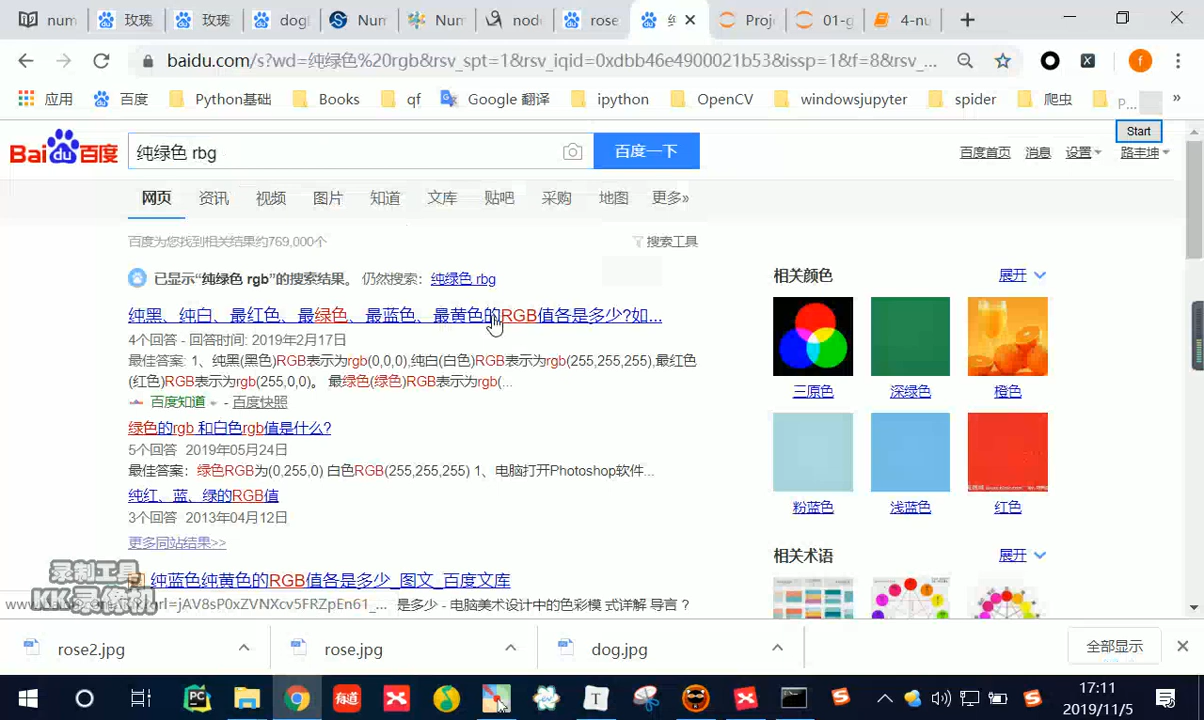 num
玫瑰
玫瑰
dog
Num
Num
node
rose
Proj
01-g
4-nu
baidu.com/s?wd=纯绿色%20rgb&rsv_spt=1&rsv_iqid=0xdbb46e4900021b53&issp=1&f=8&rsv_...
f
应用
百度
Python基础
Books
qf
Google 翻译
ipython
OpenCV
windowsjupyter
spider
爬虫
P...
»
Start
Bai du 百度
纯绿色 rbg
百度一下
百度首页
消息
设置
路丰坤
网页
资讯
视频
图片
知道
文库
贴吧
采购
地图
更多»
百度为您找到相关结果约769,000个
搜索工具
已显示“纯绿色 rgb”的搜索结果。 仍然搜索: 纯绿色 rbg
纯黑、纯白、最红色、最绿色、最蓝色、最黄色的RGB值各是多少?如...
4个回答 - 回答时间: 2019年2月17日
最佳答案: 1、纯黑(黑色)RGB表示为rgb(0,0,0),纯白(白色)RGB表示为rgb(255,255,255),最红色
(红色)RGB表示为rgb(255,0,0)。 最绿色(绿色)RGB表示为rgb(...
百度知道 - 百度快照
绿色的rgb 和白色rgb值是什么?
5个回答 2019年05月24日
最佳答案: 绿色RGB为(0,255,0) 白色RGB(255,255,255) 1、电脑打开Photoshop软件...
纯红、蓝、绿的RGB值
3个回答 2013年04月12日
更多同站结果>>
纯蓝色纯黄色的RGB值各是多少_图文_百度文库
是多少 - 电脑美术设计中的色彩模 式详解 导言 ?
相关颜色
展开
三原色
深绿色
橙色
粉蓝色
浅蓝色
红色
相关术语
展开
录制工具
KK录像机
rl=jAV8sP0xZVNXcv5FRZpEn61_...
rose2.jpg
rose.jpg
dog.jpg
全部显示
PC
有道
T
17:11
2019/11/5